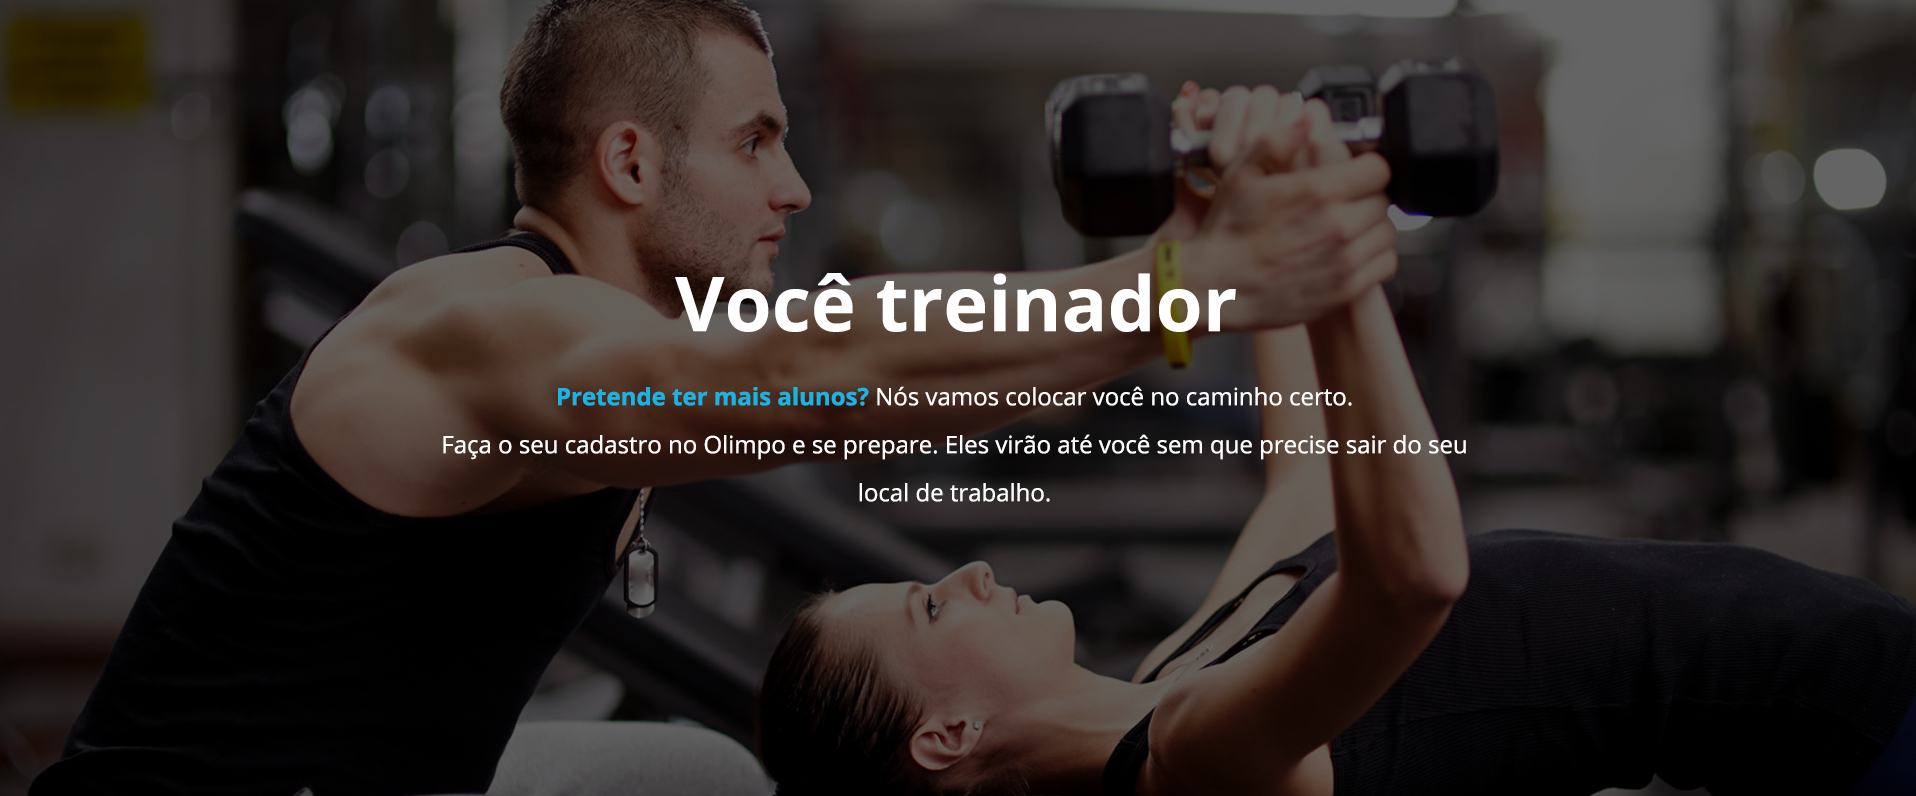 Você treinador
Pretende ter mais alunos? Nós vamos colocar você no caminho certo.
Faça o seu cadastro no Olimpo e se prepare. Eles virão até você sem que precise sair do seu
local de trabalho.